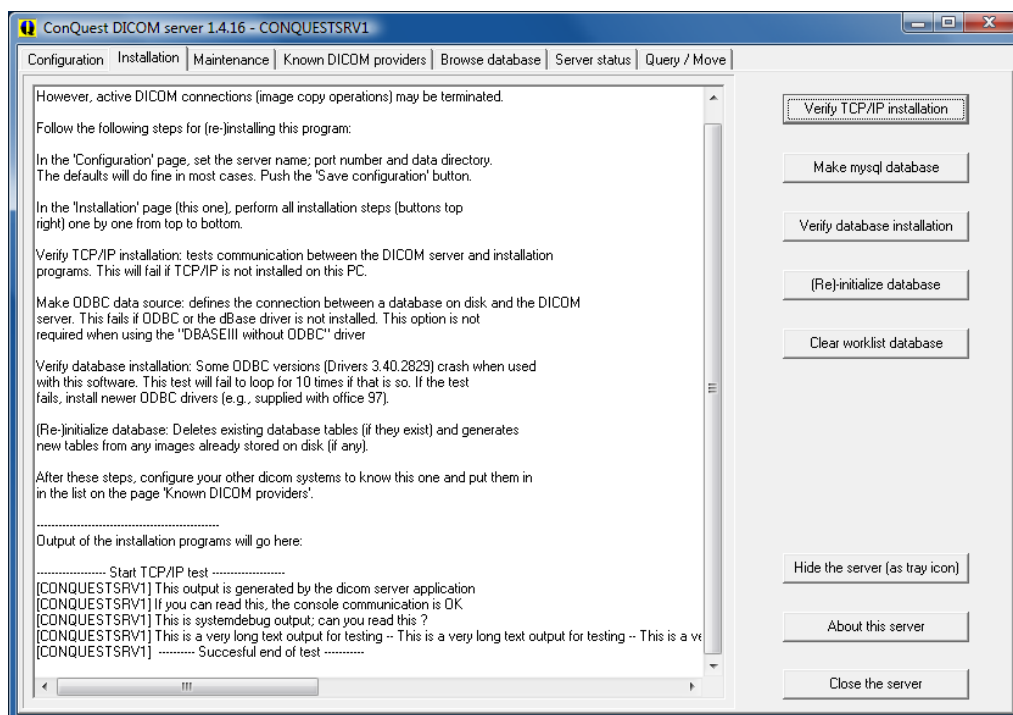 ConQuest DICOM server 1.4.16 - CONQUESTSRV1
Configuration Installation Maintenance Known DICOM providers Browse database Server status Query / Move
However, active DICOM connections (image copy operations) may be terminated.
Follow the following steps for (re-)installing this program:
In the 'Configuration' page, set the server name; port number and data directory.
The defaults will do fine in most cases. Push the 'Save configuration' button.
In the 'Installation' page (this one), perform all installation steps (buttons top
right) one by one from top to bottom.
Verify TCP/IP installation: tests communication between the DICOM server and installation
programs. This will fail if TCP/IP is not installed on this PC.
Make ODBC data source: defines the connection between a database on disk and the DICOM
server. This fails if ODBC or the dBase driver is not installed. This option is not
required when using the "DBASEIII without ODBC" driver
Verify database installation: Some ODBC versions (Drivers 3.40.2829) crash when used
with this software. This test will fail to loop for 10 times if that is so. If the test
fails, install newer ODBC drivers (e.g., supplied with office 97).
(Re-)initialize database: Deletes existing database tables (if they exist) and generates
new tables from any images already stored on disk (if any).
After these steps, configure your other dicom systems to know this one and put them in
in the list on the page 'Known DICOM providers'.
--------------------------------------------------
Output of the installation programs will go here:
------------------- Start TCP/IP test --------------------
[CONQUESTSRV1] This output is generated by the dicom server application
[CONQUESTSRV1] If you can read this, the console communication is OK
[CONQUESTSRV1] This is systemdebug output; can you read this ?
[CONQUESTSRV1] This is a very long text output for testing -- This is a very long text output for testing -- This is a ve
[CONQUESTSRV1] ---------- Succesful end of test -----------
Verify TCP/IP installation
Make mysql database
Verify database installation
(Re)-initialize database
Clear worklist database
Hide the server (as tray icon)
About this server
Close the server